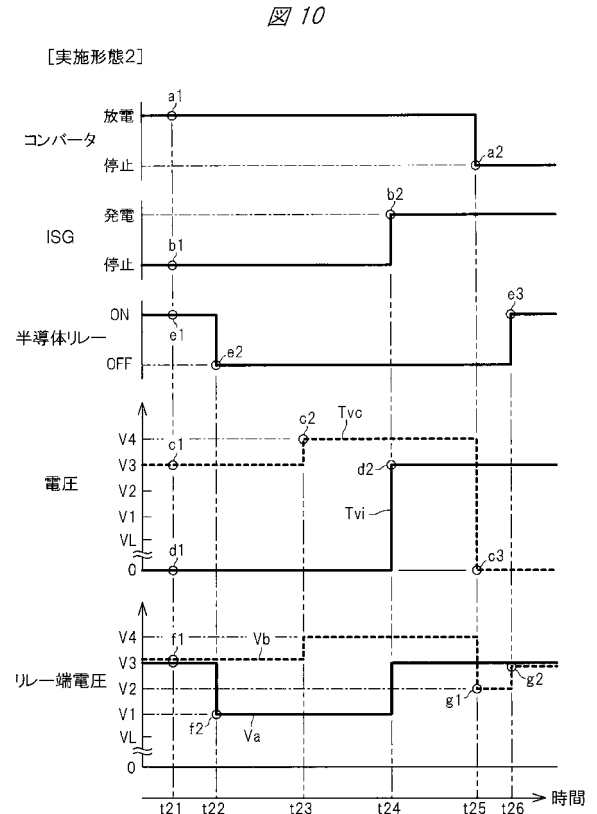 図 10
[実施形態2]
コンバータ
放電
停止
a1
a2
ISG
発電
停止
b1
b2
半導体リレー
ON
OFF
e1
e2
e3
電圧
V4
V3
V2
V1
VL
0
c1
c2
Tvc
d2
Tvi
d1
c3
リレー端電圧
V4
V3
V2
V1
VL
0
f1
Vb
f2
Va
g1
g2
t21 t22 t23 t24 t25 t26
時間